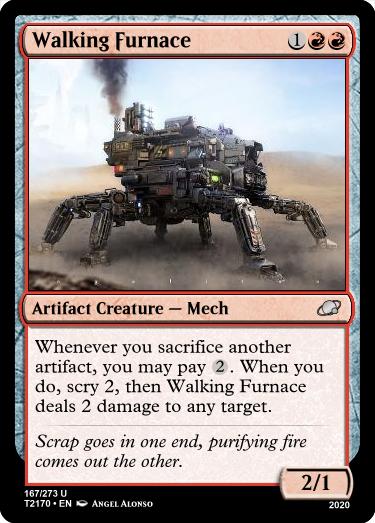 Walking Furnace 1
Artifact Creature — Mech
Whenever you sacrifice another
artifact, you may pay 2. When you
do, scry 2, then Walking Furnace
deals 2 damage to any target.
Scrap goes in one end, purifying fire
comes out the other.
2/1
167/273 U
T2170 • EN Angel Alonso
2020